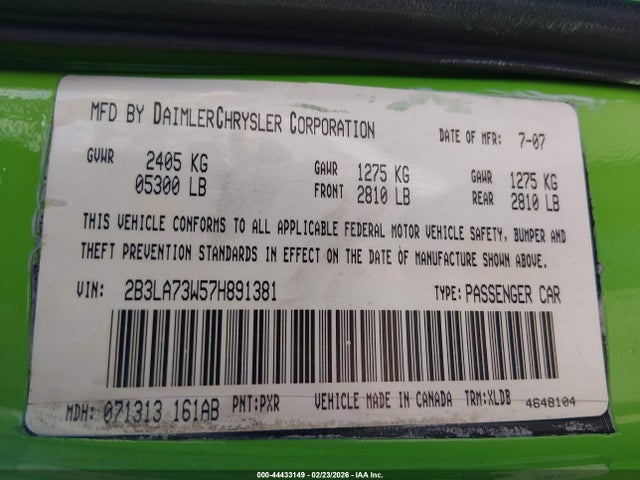 MFD BY DAIMLERCHRYSLER CORPORATION DATE OF MFR: 7-07
GVWR 2405 KG GAWR 1275 KG GAWR 1275 KG
05300 LB FRONT 2810 LB REAR 2810 LB
THIS VEHICLE CONFORMS TO ALL APPLICABLE FEDERAL MOTOR VEHICLE SAFETY, BUMPER AND
THEFT PREVENTION STANDARDS IN EFFECT ON THE DATE OF MANUFACTURE SHOWN ABOVE.
VIN: 2B3LA73W57H891381 TYPE: PASSENGER CAR
MDH: 071313 161AB PNT: PXR VEHICLE MADE IN CANADA TRM: XLDB 4648104
000-44433149 - 02/23/2026 - IAA Inc.